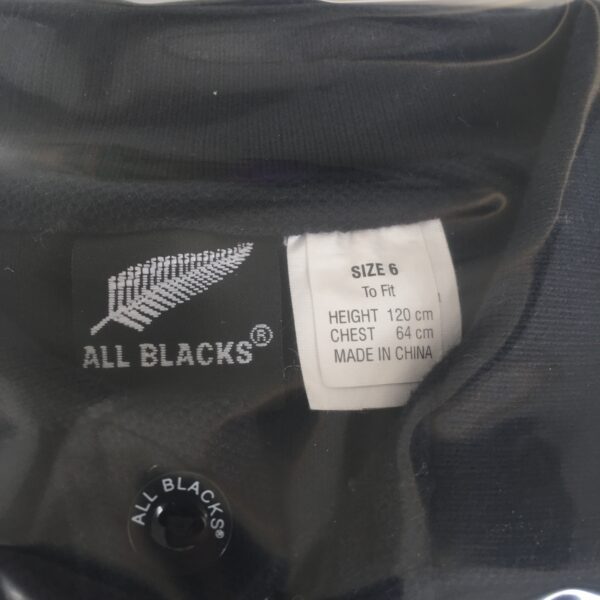 ALL BLACKS®
SIZE 6
To Fit
HEIGHT 120 cm
CHEST 64 cm
MADE IN CHINA
ALL BLACKS®